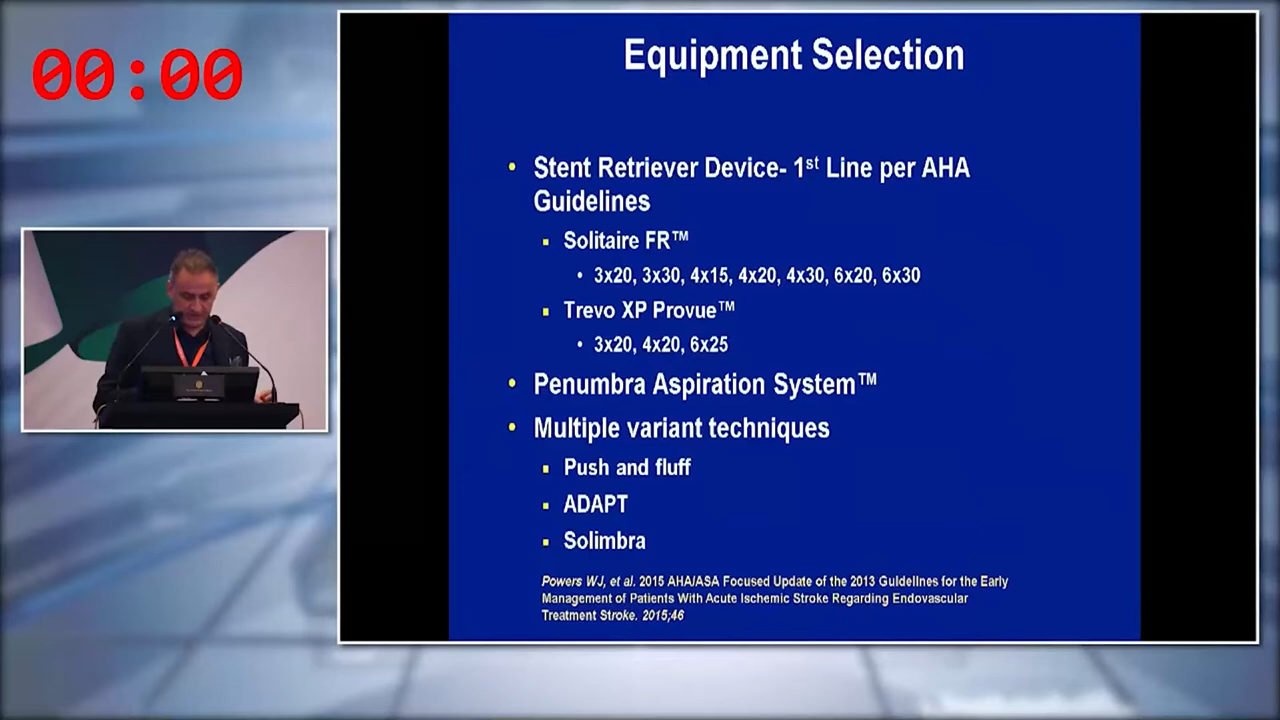 00:00
Equipment Selection
• Stent Retriever Device- 1st Line per AHA
Guidelines
▪ Solitaire FR™
• 3x20, 3x30, 4x15, 4x20, 4x30, 6x20, 6x30
▪ Trevo XP Provue™
• 3x20, 4x20, 6x25
• Penumbra Aspiration System™
• Multiple variant techniques
▪ Push and fluff
▪ ADAPT
▪ Solimbra
Powers WJ, et al. 2015 AHA/ASA Focused Update of the 2013 Guidelines for the Early
Management of Patients With Acute Ischemic Stroke Regarding Endovascular
Treatment Stroke. 2015;46